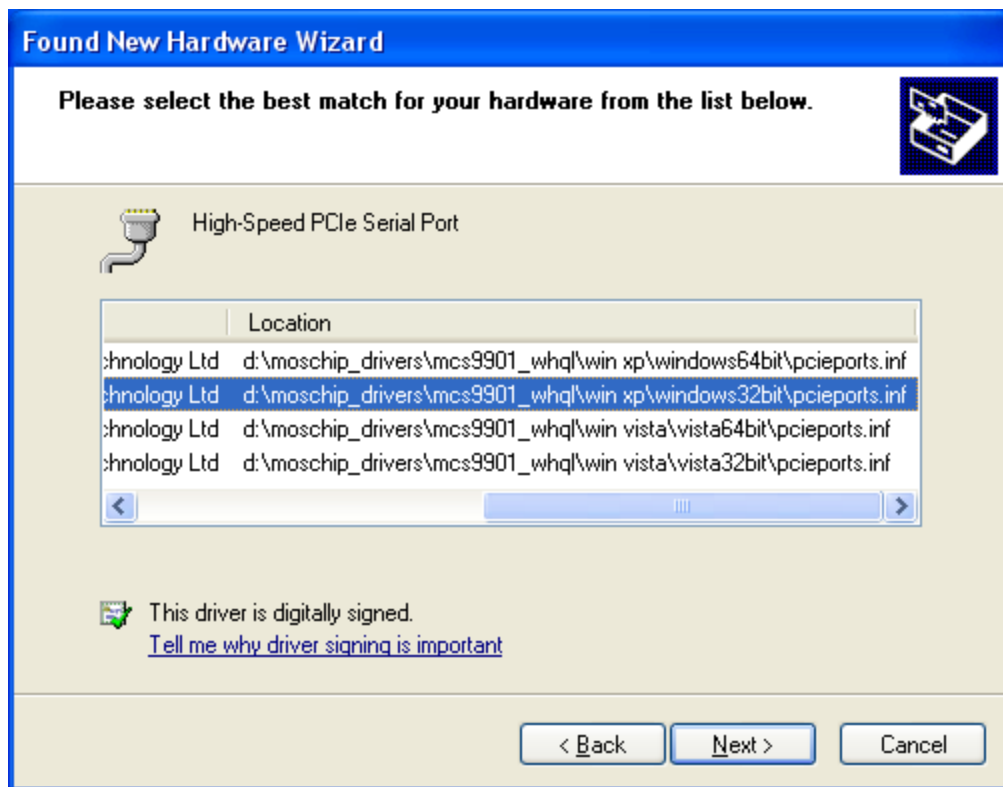 Found New Hardware Wizard
Please select the best match for your hardware from the list below.
High-Speed PCIe Serial Port
Location
chnology Ltd d:\moschip_drivers\mcs9901_whql\win xp\windows64bit\pcieports.inf
chnology Ltd d:\moschip_drivers\mcs9901_whql\win xp\windows32bit\pcieports.inf
chnology Ltd d:\moschip_drivers\mcs9901_whql\win vista\vista64bit\pcieports.inf
chnology Ltd d:\moschip_drivers\mcs9901_whql\win vista\vista32bit\pcieports.inf
This driver is digitally signed.
Tell me why driver signing is important
< Back Next > Cancel